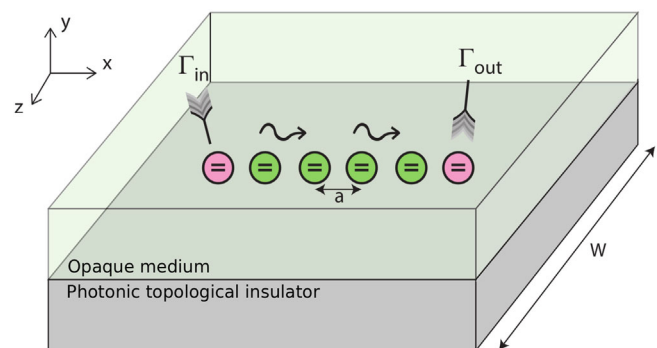 y
x
z
Γin
Γout
= = = = = =
a
W
Opaque medium
Photonic topological insulator